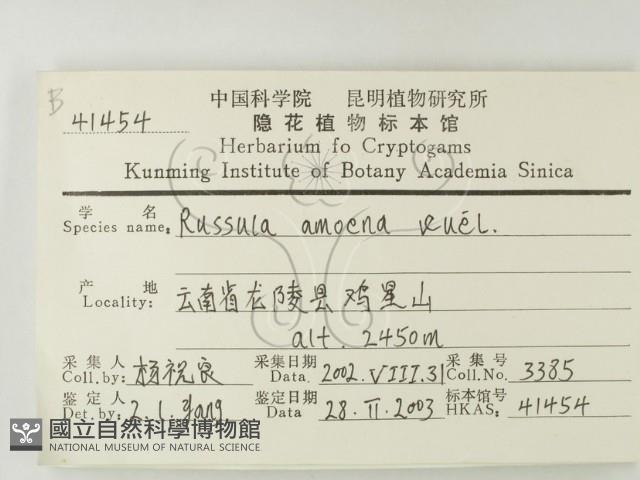 B
41454
中国科学院 昆明植物研究所
隐花植物标本馆
Herbarium fo Cryptogams
Kunming Institute of Botany Academia Sinica
学 名
Species name: Russula amoena Quél.
产 地
Locality: 云南省龙陵县 鸡星山
alt. 2450m
采集人 杨祝良 采集日期 2002.VIII.31 采集号 3385
Coll.by: Data Coll.No.
鉴定人 Z.L.Yang 鉴定日期 28.II.2003 标本馆号 41454
Det.by: Data HKAS:
國立自然科學博物館
NATIONAL MUSEUM OF NATURAL SCIENCE